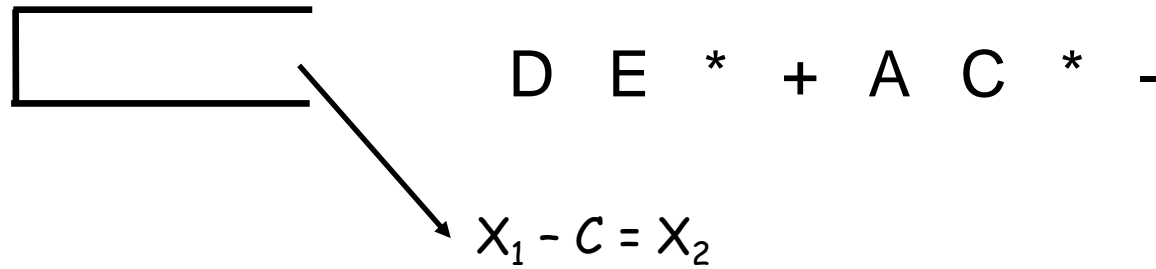 D E * + A C * -
X₁ - C = X₂